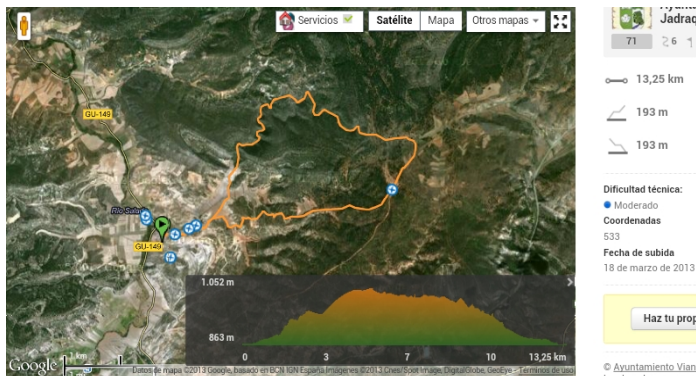 Servicios
Satélite
Mapa
Otros mapas
GU-149
Río Salado
GU-149
1.052 m
863 m
0
3
7
10
13,25 km
Google
1 km
Datos de mapa ©2013 Google, basado en BCN IGN España Imágenes ©2013 Cnes/Spot Image, DigitalGlobe, GeoEye - Términos de uso
Jadraq
71
6
13,25 km
193 m
193 m
Dificultad técnica:
Moderado
Coordenadas
533
Fecha de subida
18 de marzo de 2013
Haz tu prop
© Ayuntamiento Vian